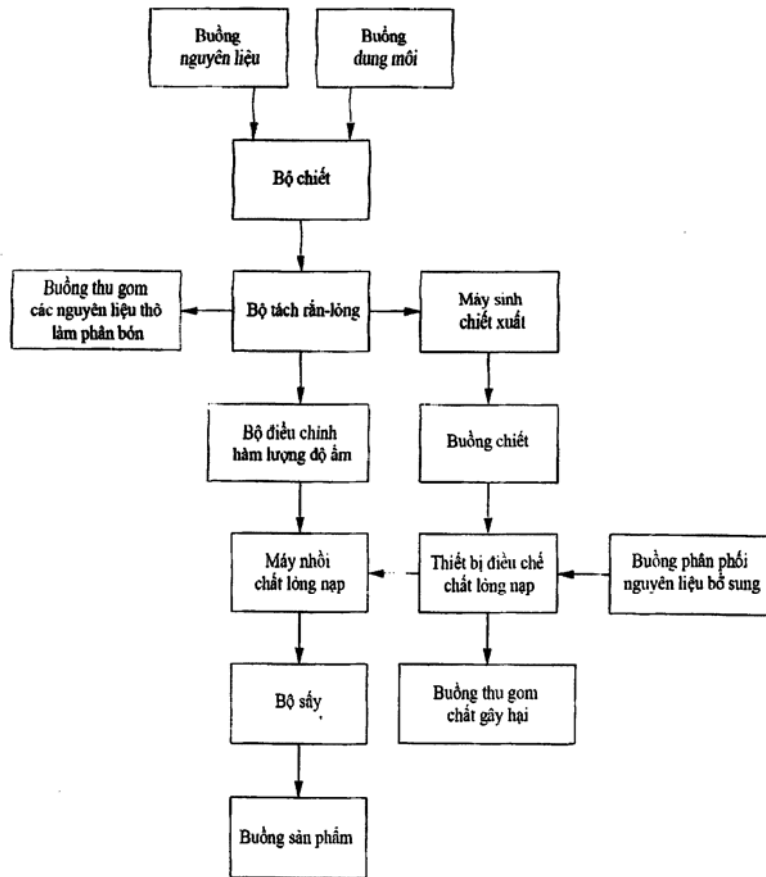 Buồng
nguyên liệu
Buồng
dung môi
Bộ chiết
Buồng thu gom
các nguyên liệu thô
làm phân bón
Bộ tách rắn-lỏng
Máy sinh
chiết xuất
Bộ điều chỉnh
hàm lượng độ ẩm
Buồng chiết
Máy nhồi
chất lỏng nạp
Thiết bị điều chế
chất lỏng nạp
Buồng phân phối
nguyên liệu bổ sung
Bộ sấy
Buồng thu gom
chất gây hại
Buồng sản phẩm